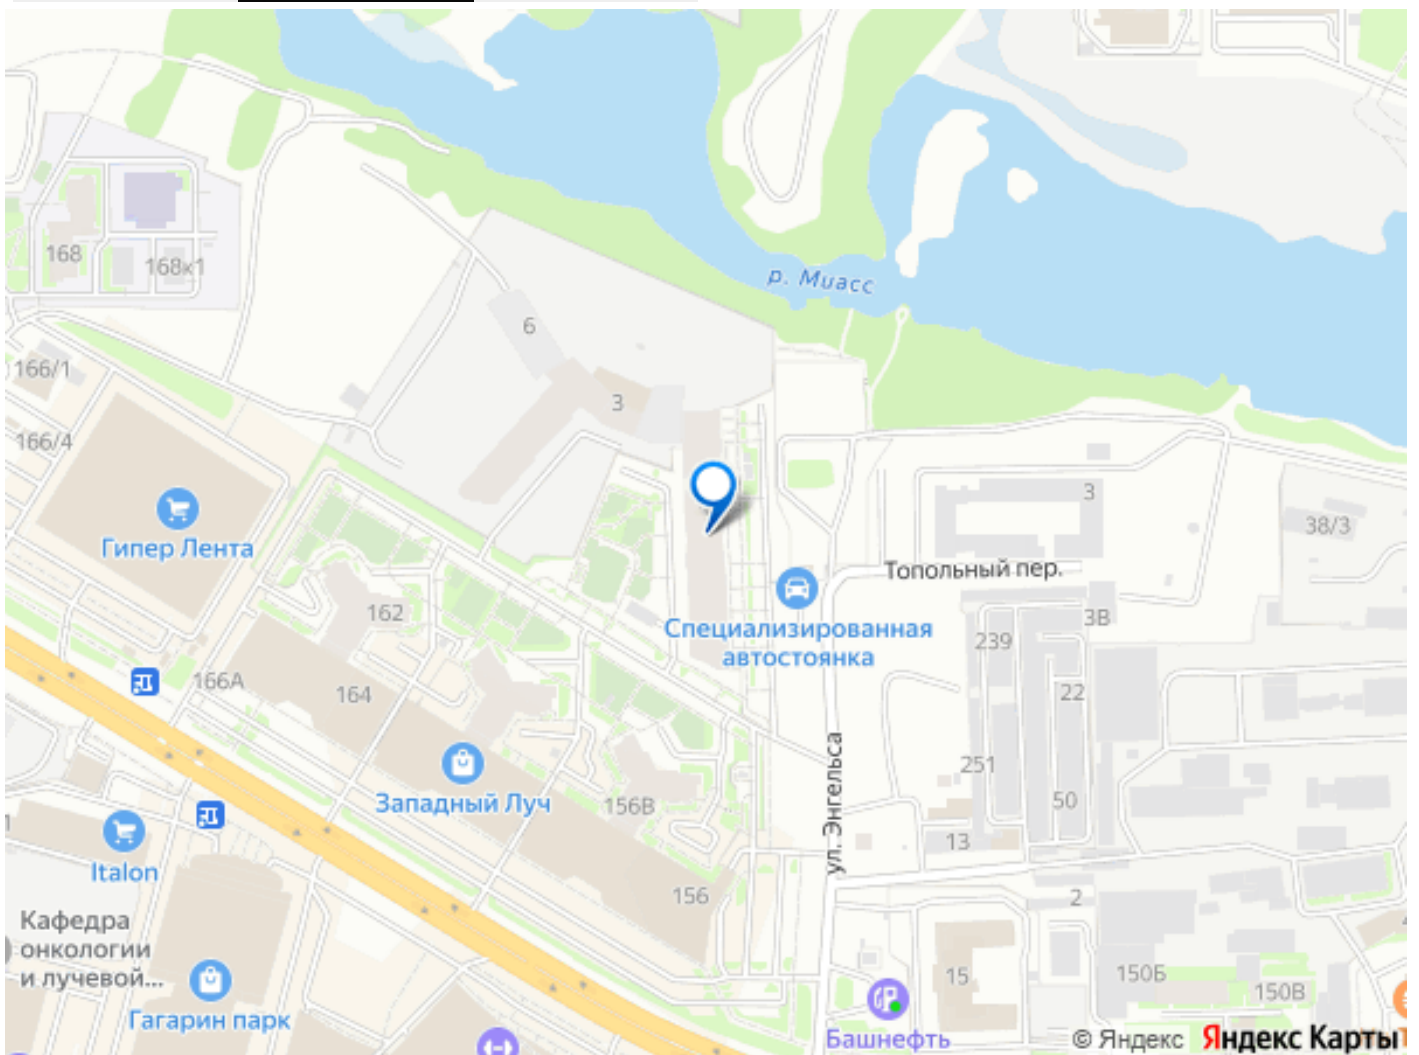 р. Миасс
168
168к1
6
166/1
3
166/4
3
38/3
Гипер Лента
Топольный пер.
162
3В
Специализированная
автостоянка
239
166А
164
22
ул. Энгельса
251
Западный Луч
156В
50
13
Italon
156
2
Кафедра
онкологии
и лучевой...
15
150Б
150В
Гагарин парк
Башнефть
© Яндекс Яндекс Карты